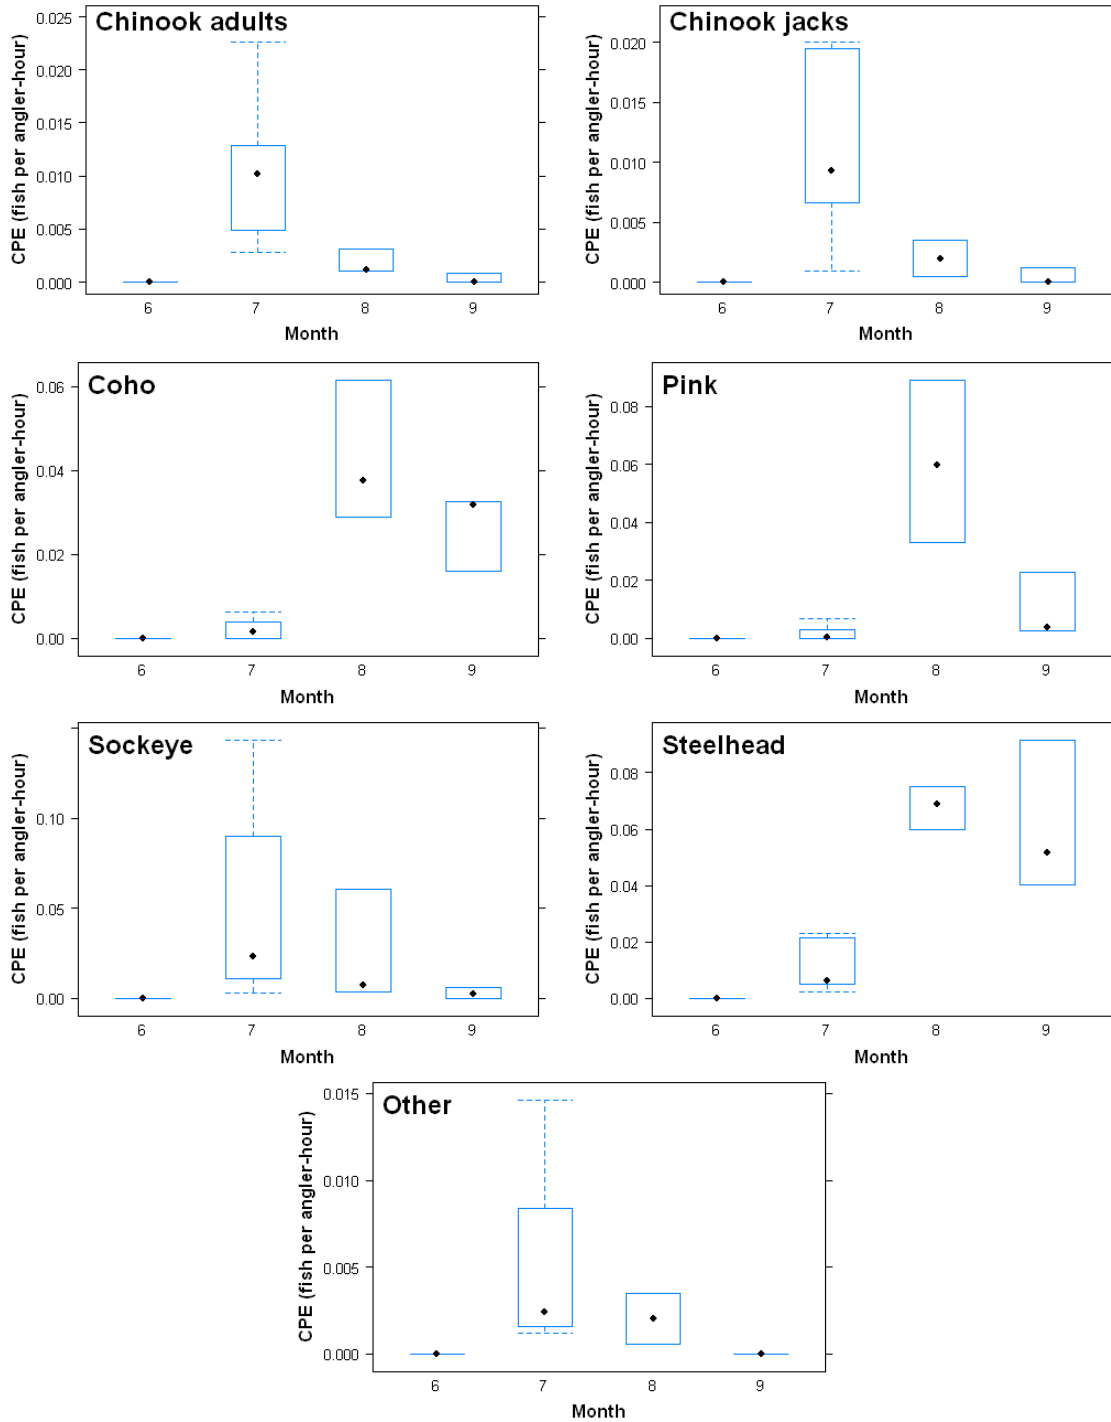 Chinook adults
CPE (fish per angler-hour)
0.025
0.020
0.015
0.010
0.005
0.000
6 7 8 9
Month
Chinook jacks
CPE (fish per angler-hour)
0.020
0.015
0.010
0.005
0.000
6 7 8 9
Month
Coho
CPE (fish per angler-hour)
0.06
0.04
0.02
0.00
6 7 8 9
Month
Pink
CPE (fish per angler-hour)
0.08
0.06
0.04
0.02
0.00
6 7 8 9
Month
Sockeye
CPE (fish per angler-hour)
0.10
0.05
0.00
6 7 8 9
Month
Steelhead
CPE (fish per angler-hour)
0.08
0.06
0.04
0.02
0.00
6 7 8 9
Month
Other
CPE (fish per angler-hour)
0.015
0.010
0.005
0.000
6 7 8 9
Month